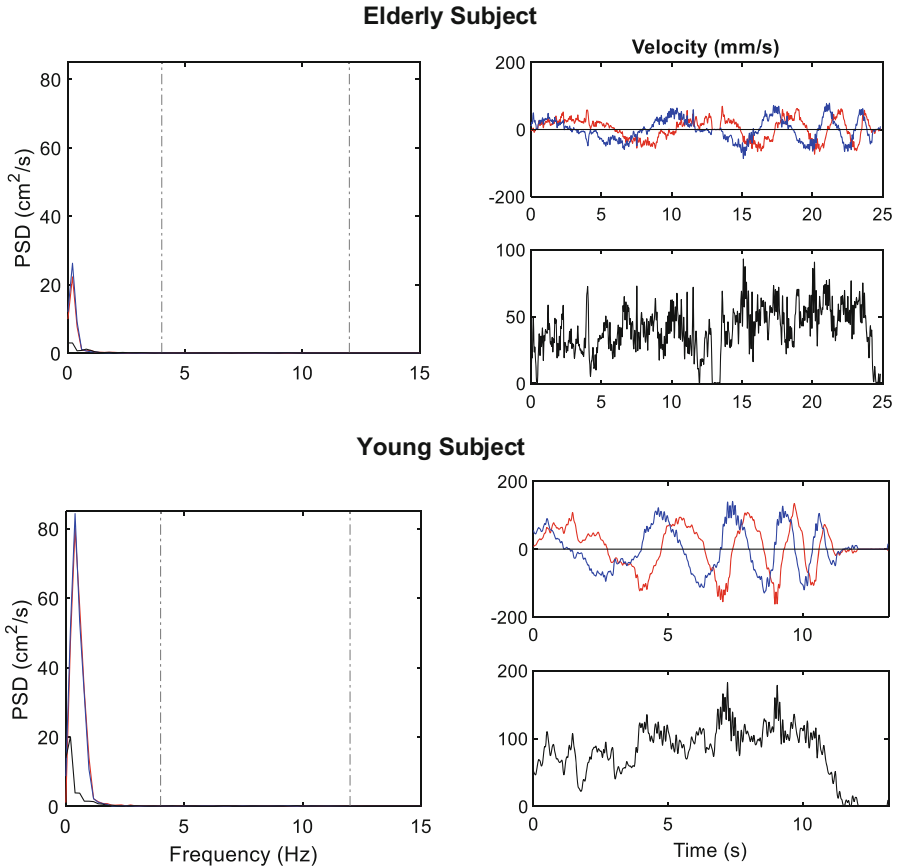 Elderly Subject
Velocity (mm/s)
PSD (cm²/s)
80
60
40
20
0
0 5 10 15
200
0
-200
0 5 10 15 20 25
100
50
0
0 5 10 15 20 25
Young Subject
PSD (cm²/s)
80
60
40
20
0
0 5 10 15
Frequency (Hz)
200
0
-200
0 5 10
200
100
0
0 5 10
Time (s)